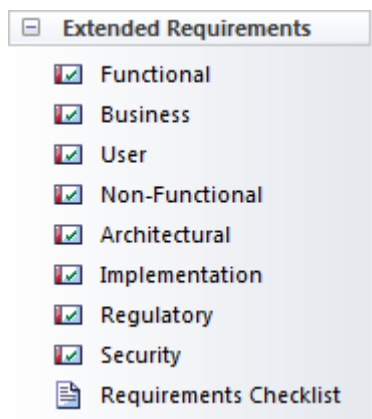 Extended Requirements
Functional
Business
User
Non-Functional
Architectural
Implementation
Regulatory
Security
Requirements Checklist